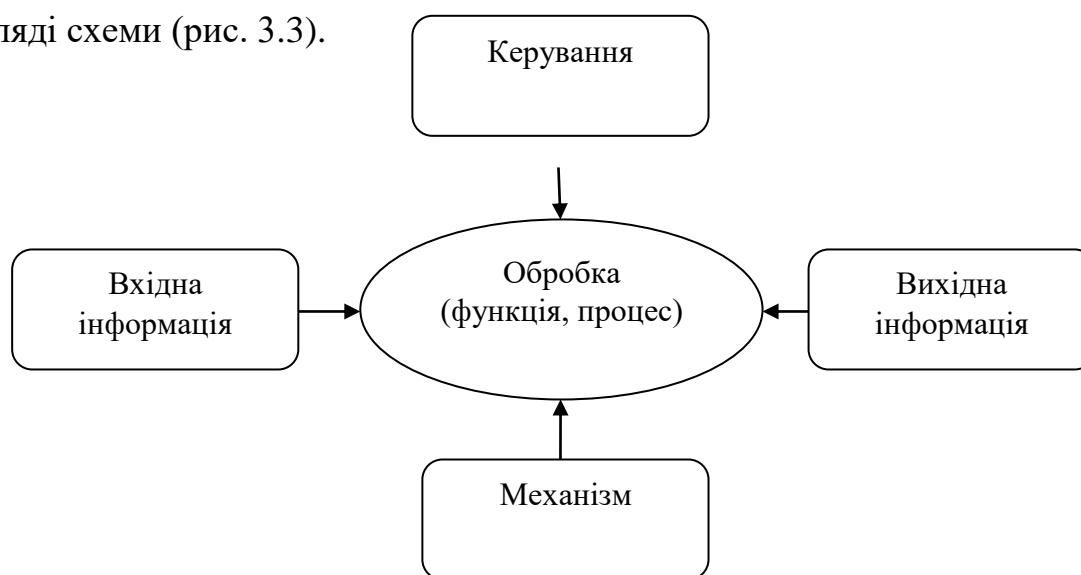 ляді схеми (рис. 3.3).
Керування
Вхідна
інформація
Обробка
(функція, процес)
Вихідна
інформація
Механізм